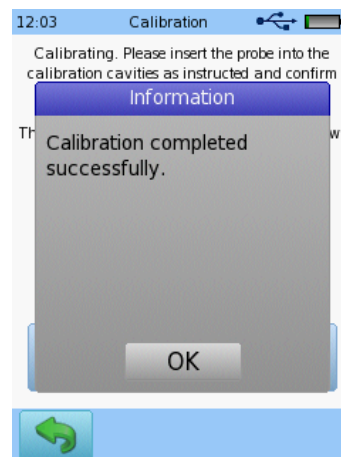 12:03 Calibration
Calibrating. Please insert the probe into the
calibration cavities as instructed and confirm
Information
Calibration completed
successfully.
OK